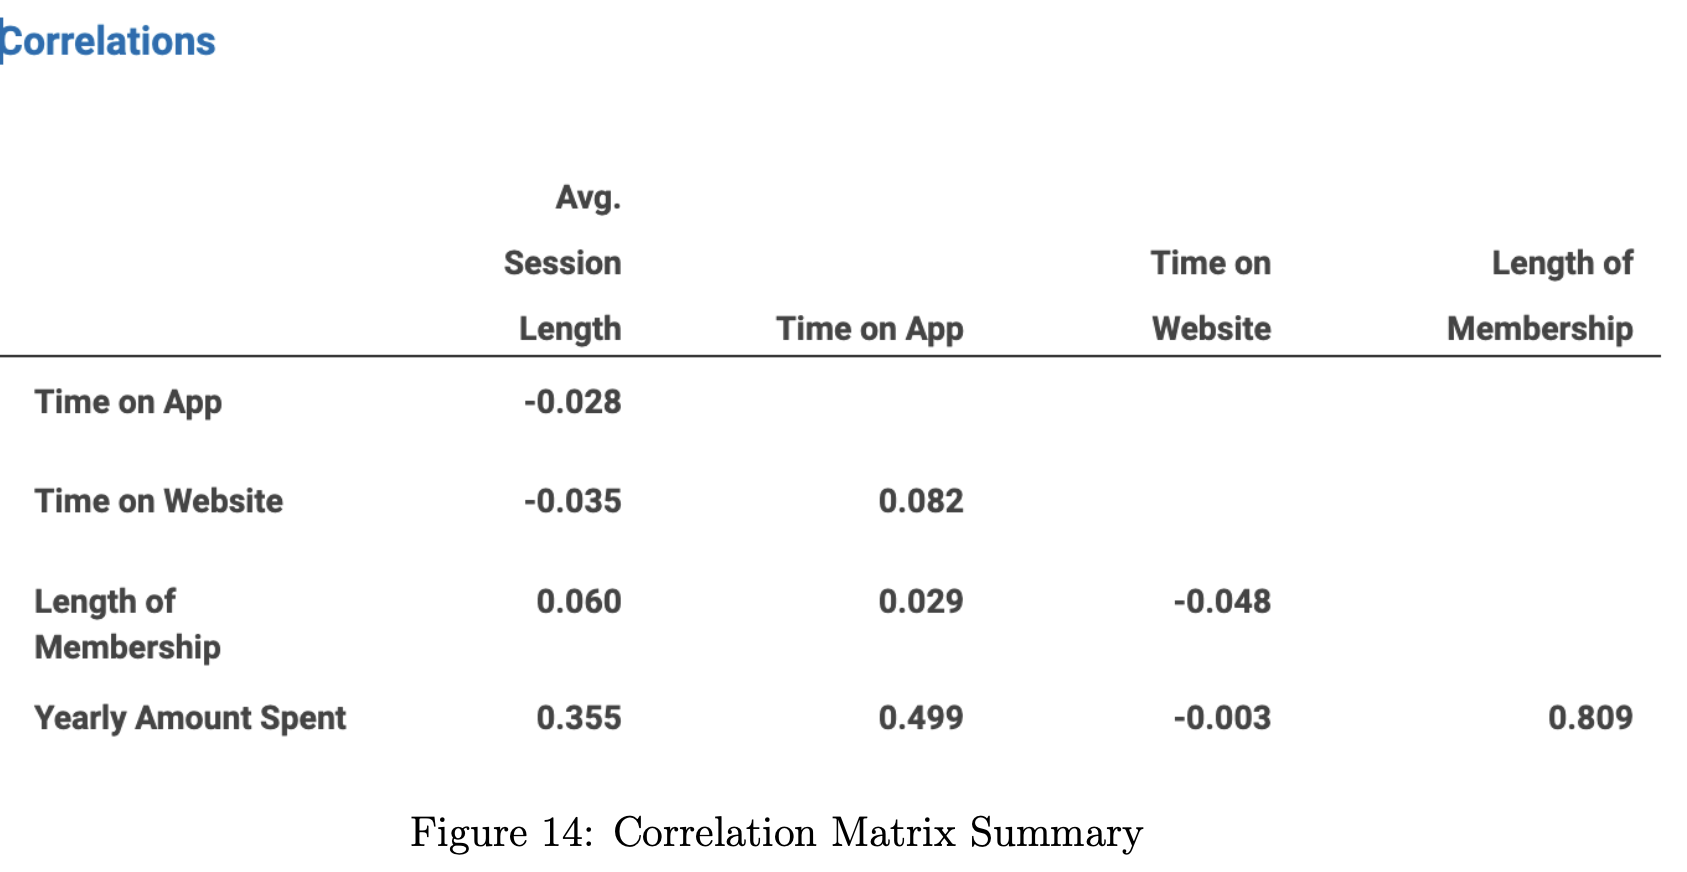 Correlations
Avg.
Session
Time on
Length of
Length
Time on App
Website
Membership
Time on App -0.028
Time on Website -0.035 0.082
Length of
Membership
0.060 0.029 -0.048
Yearly Amount Spent 0.355 0.499 -0.003 0.809
Figure 14: Correlation Matrix Summary